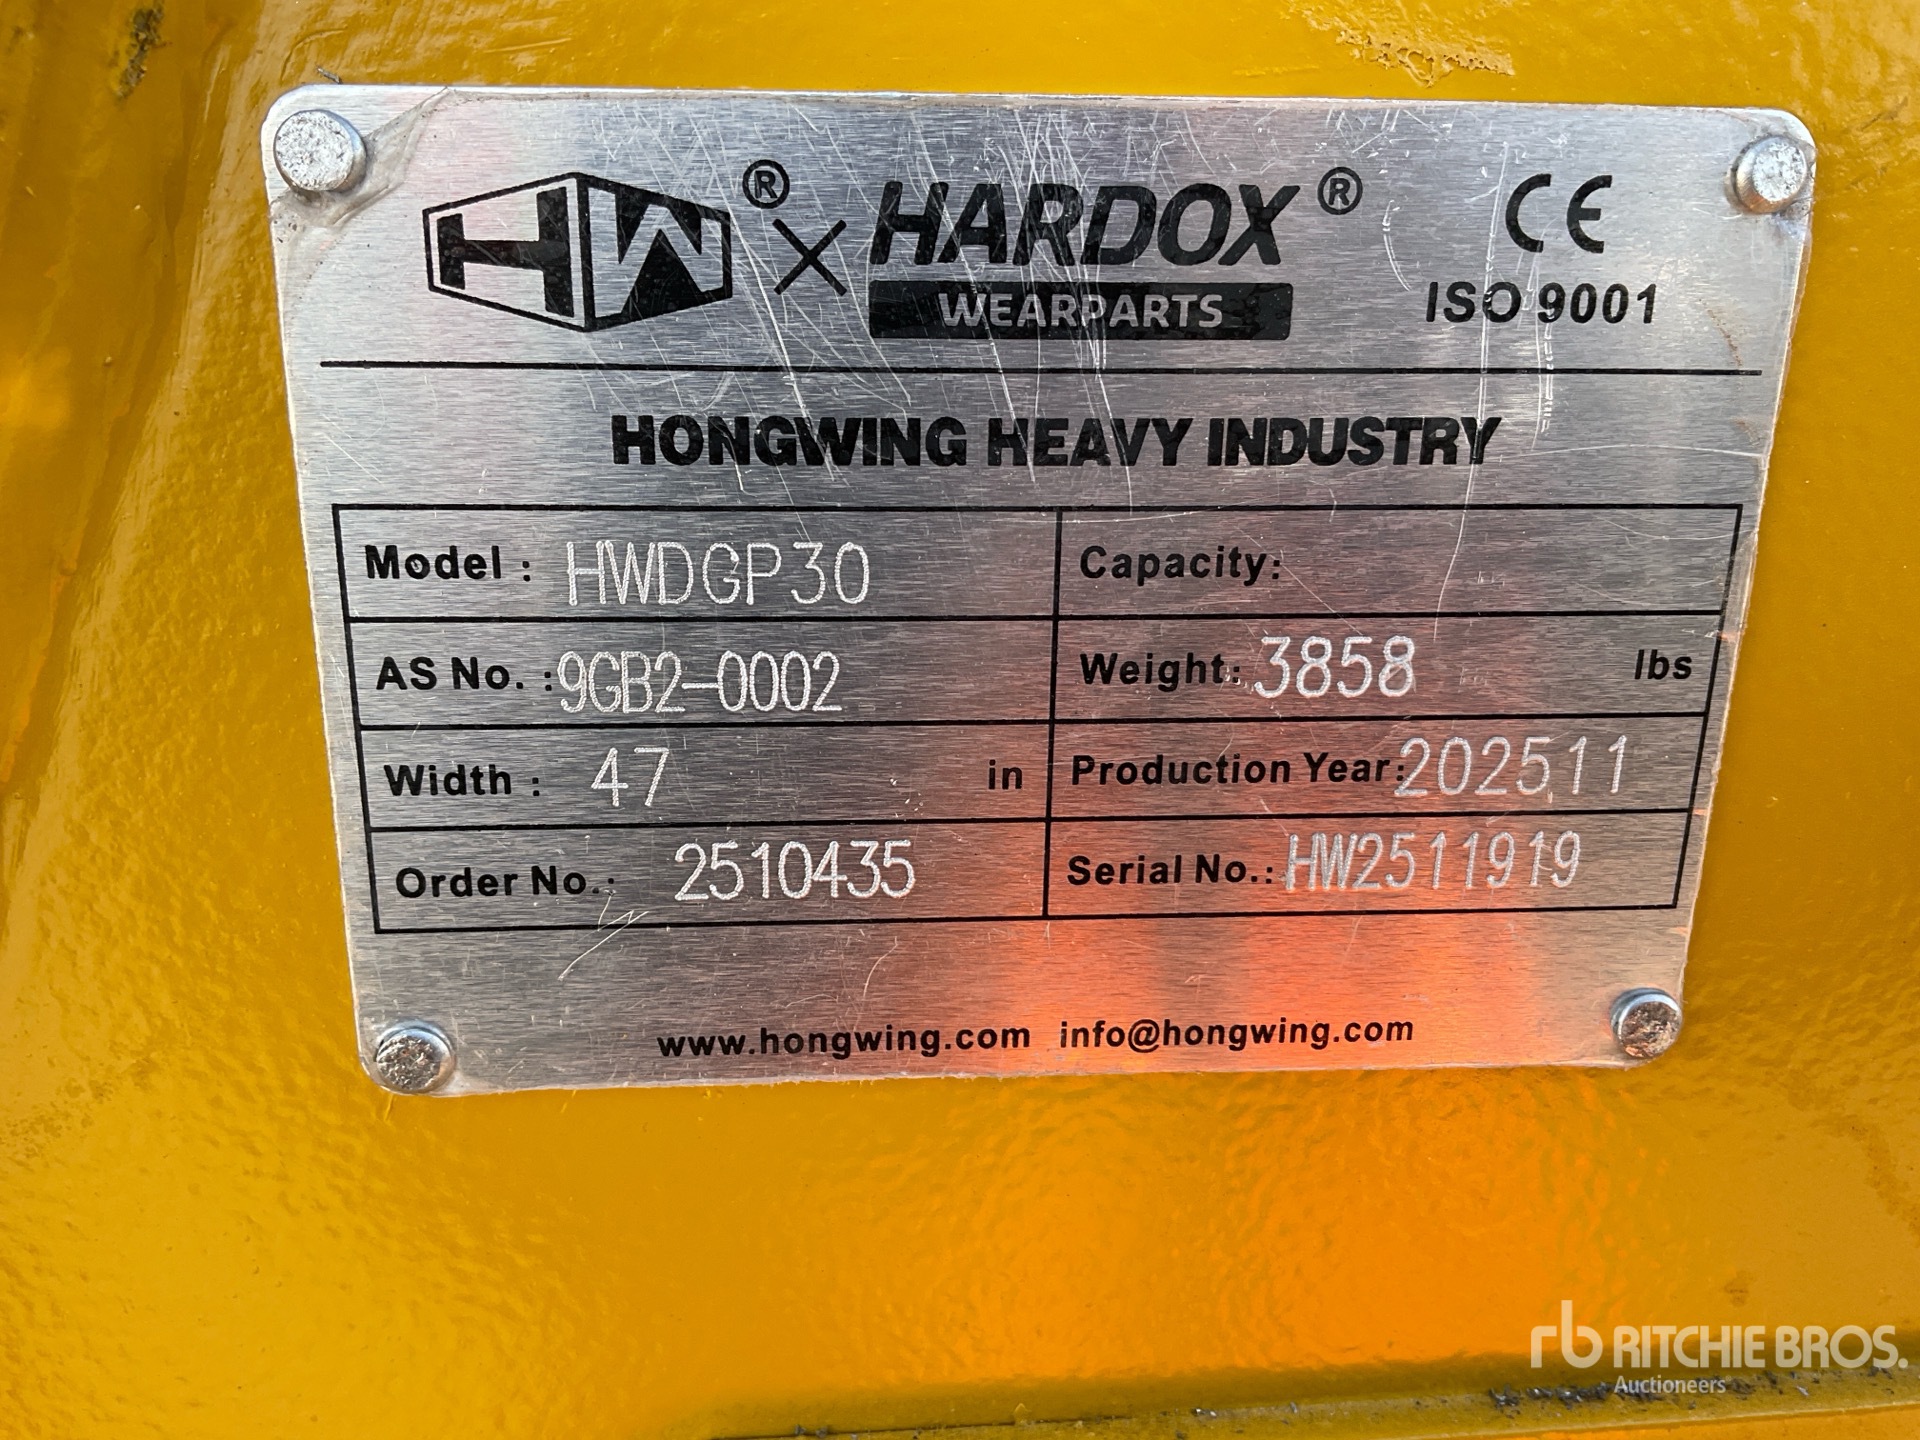 HW® × HARDOX® CE
WEARPARTS ISO 9001
HONGWING HEAVY INDUSTRY
Model : HWDGP30 Capacity:
AS No. : 9GB2-0002 Weight: 3858 lbs
Width : 47 in Production Year: 202511
Order No.: 2510435 Serial No.: HW2511919
www.hongwing.com info@hongwing.com
rb RITCHIE BROS.
Auctioneers